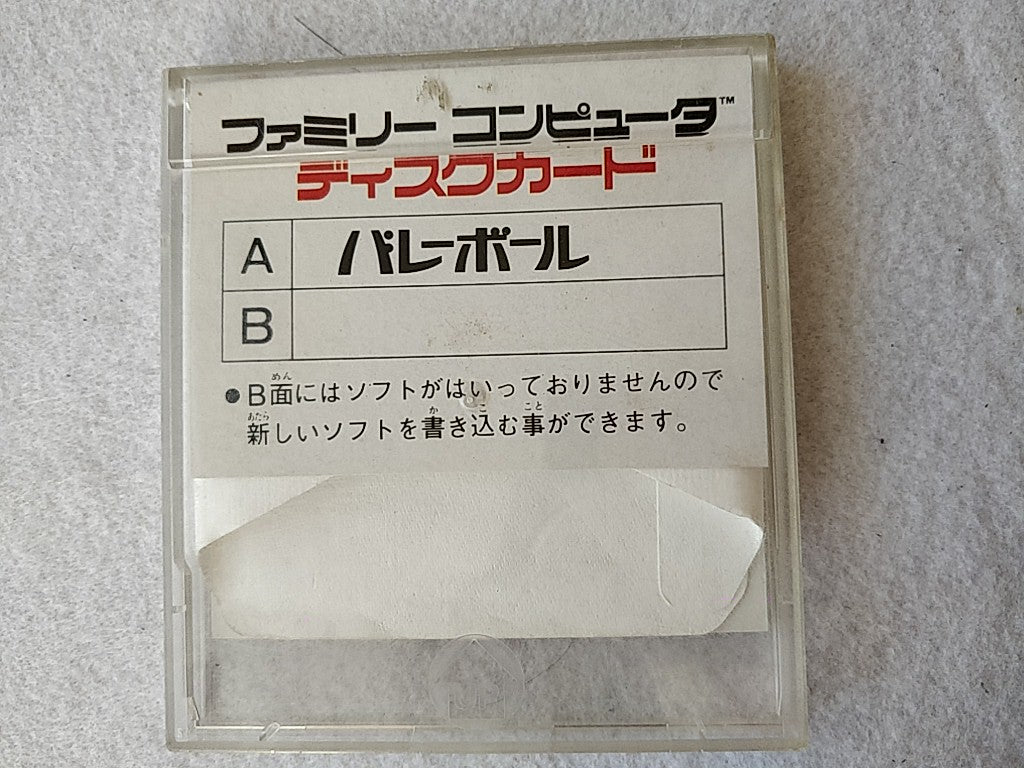 ファミリー コンピュータ™
ディスクカード
A バレーボール
B
●B面にはソフトがはいっておりませんので
新しいソフトを書き込む事ができます。